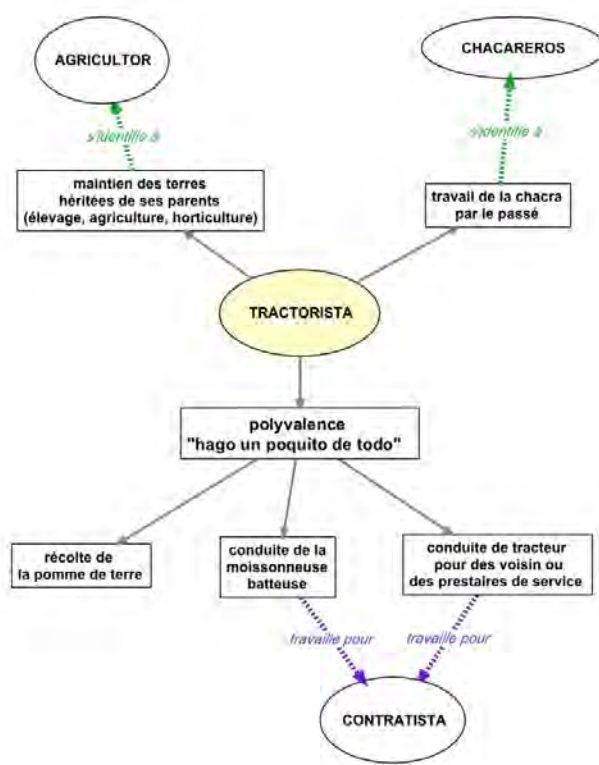 AGRICULTOR
CHACAREROS
s'identifie à
s'identifie à
maintien des terres
héritées de ses parents
(élevage, agriculture, horticulture)
travail de la chacra
par le passé
TRACTORISTA
polyvalence
"hago un poquito de todo"
récolte de
la pomme de terre
conduite de la
moissonneuse
batteuse
conduite de tracteur
pour des voisin ou
des prestaires de service
travaille pour
travaille pour
CONTRATISTA